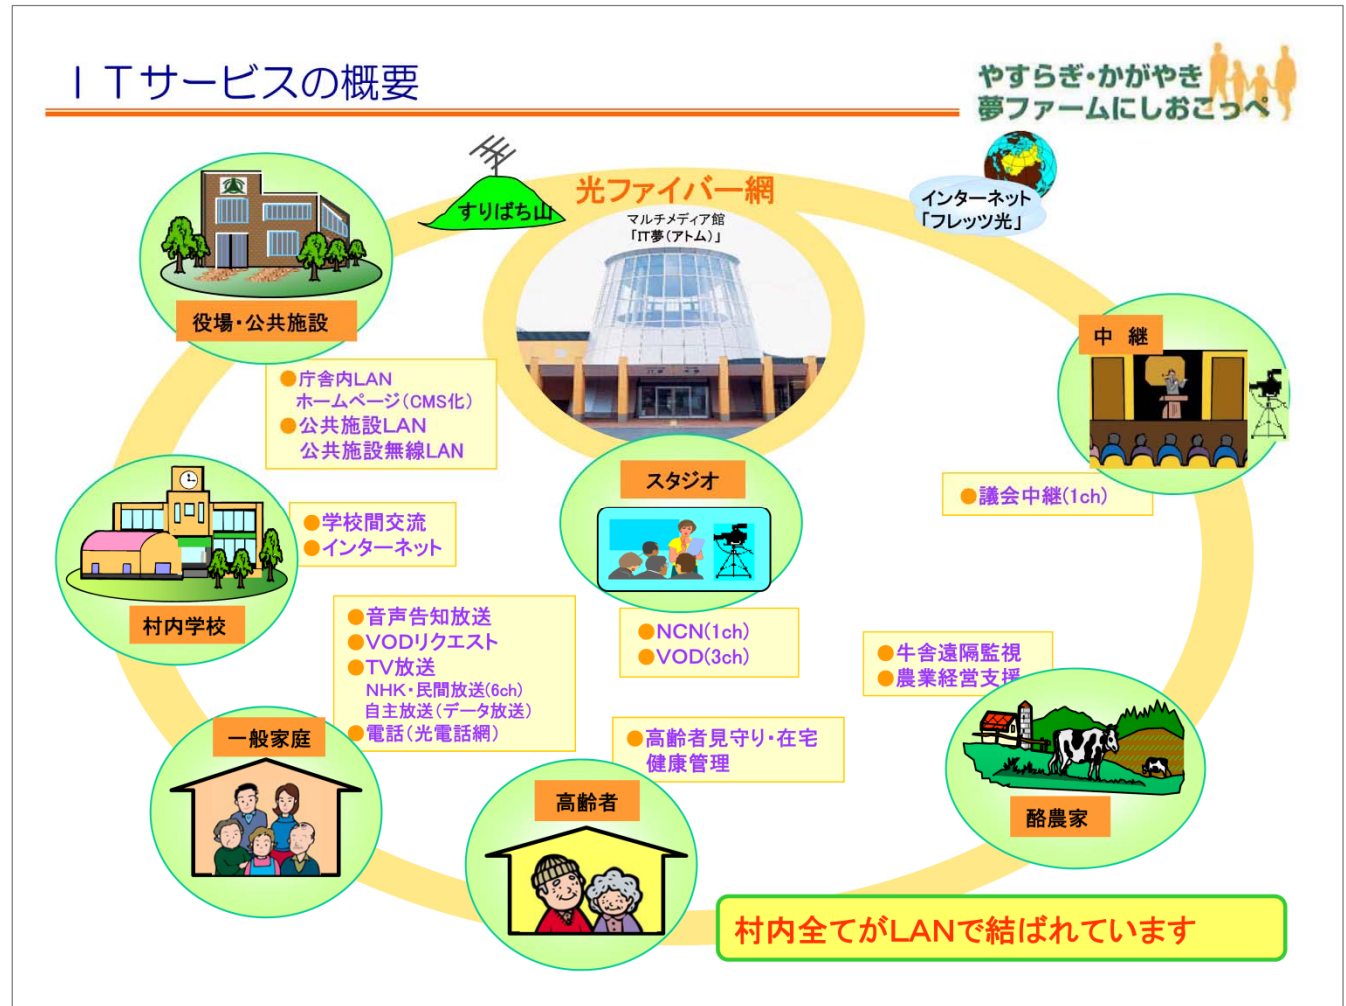 ＩＴサービスの概要
やすらぎ・かがやき
夢ファームにしおこっぺ
すりばち山
光ファイバー網
マルチメディア館
「IT夢(アトム)」
インターネット
「フレッツ光」
役場・公共施設
●庁舎内LAN
ホームページ(CMS化)
●公共施設LAN
公共施設無線LAN
中 継
●議会中継(1ch)
スタジオ
●NCN(1ch)
●VOD(3ch)
村内学校
●学校間交流
●インターネット
●音声告知放送
●VODリクエスト
●TV放送
NHK・民間放送(6ch)
自主放送(データ放送)
●電話(光電話網)
一般家庭
●高齢者見守り・在宅
健康管理
高齢者
●牛舎遠隔監視
●農業経営支援
酪農家
村内全てがLANで結ばれています